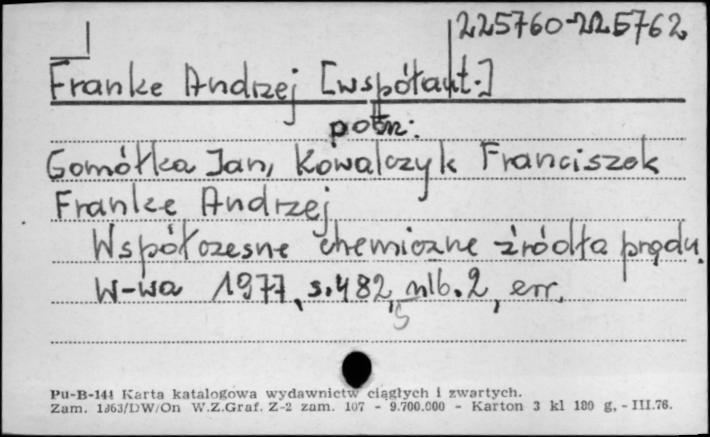 225760-225762
Franke Andrzej [współaut.]
patrz:
Gomółka Jan, Kowalczyk Franciszek
Franke Andrzej
Współczesne chemiczne źródła prądu.
W-wa 1977, s. 482, nlb. 2, err.
Pu-B-144 Karta katalogowa wydawnictw ciągłych i zwartych.
Zam. 1363/DW/On W.Z.Graf. Z-2 zam. 107 - 9.700.000 - Karton 3 kl 180 g, - III.76.